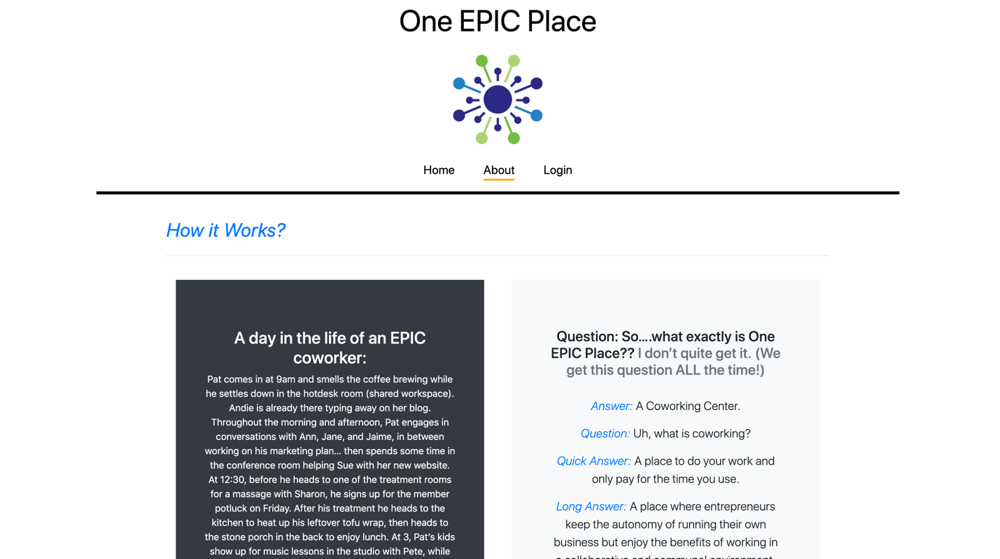 One EPIC Place
Home About Login
How it Works?
A day in the life of an EPIC
coworker:
Pat comes in at 9am and smells the coffee brewing while
he settles down in the hotdesk room (shared workspace).
Andie is already there typing away on her blog.
Throughout the morning and afternoon, Pat engages in
conversations with Ann, Jane, and Jaime, in between
working on his marketing plan... then spends some time in
the conference room helping Sue with her new website.
At 12:30, before he heads to one of the treatment rooms
for a massage with Sharon, he signs up for the member
potluck on Friday. After his treatment he heads to the
kitchen to heat up his leftover tofu wrap, then heads to
the stone porch in the back to enjoy lunch. At 3, Pat's kids
show up for music lessons in the studio with Pete, while
Question: So....what exactly is One
EPIC Place?? I don't quite get it. (We
get this question ALL the time!)
Answer: A Coworking Center.
Question: Uh, what is coworking?
Quick Answer: A place to do your work and
only pay for the time you use.
Long Answer: A place where entrepreneurs
keep the autonomy of running their own
business but enjoy the benefits of working in
a collaborative and communal environment